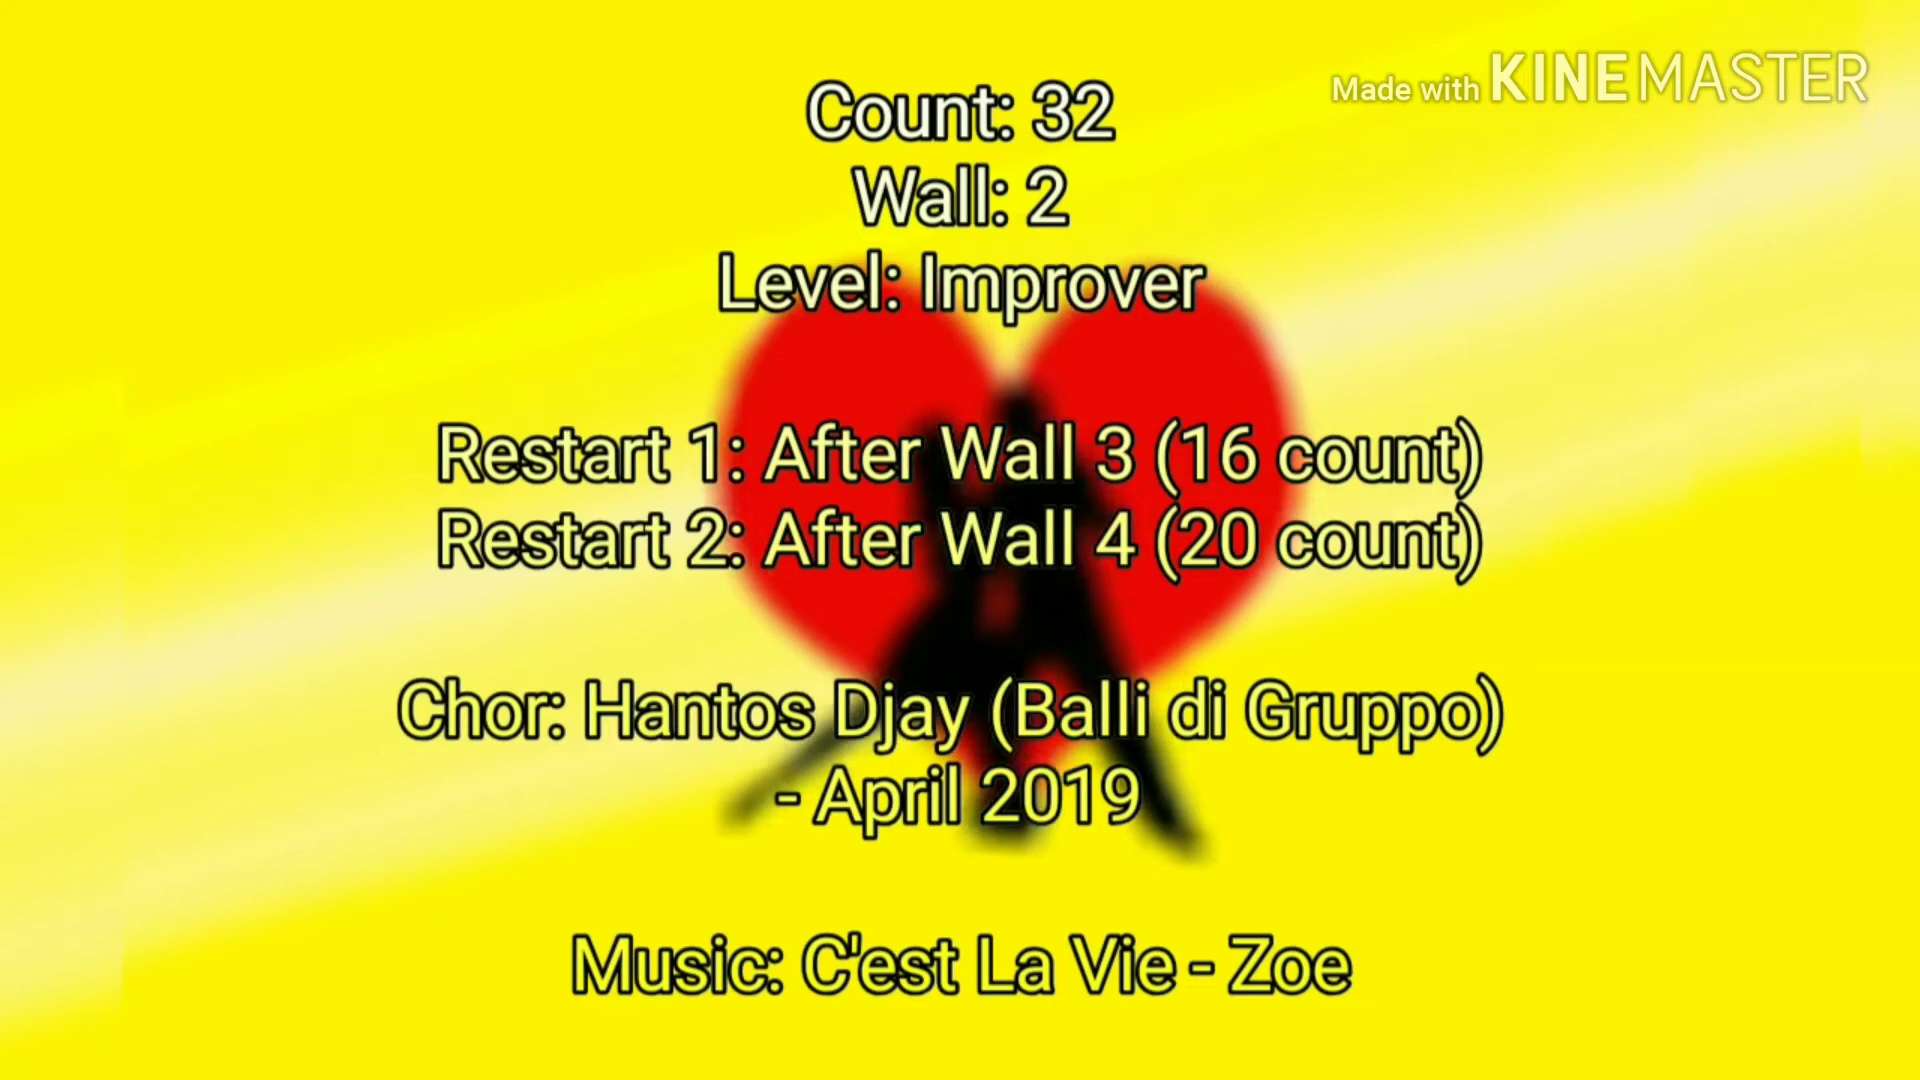 Made with KINEMASTER
Count: 32
Wall: 2
Level: Improver
Restart 1: After Wall 3 (16 count)
Restart 2: After Wall 4 (20 count)
Chor: Hantos Djay (Balli di Gruppo)
- April 2019
Music: C'est La Vie - Zoe